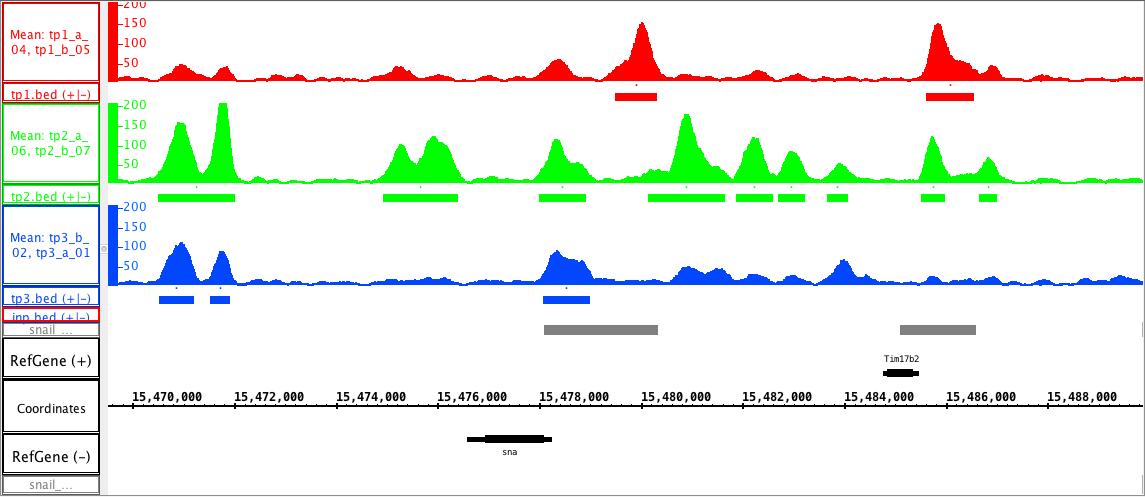 200
150
100
50
Mean: tp1_a_
04, tp1_b_05
tp1.bed (+|-)
200
150
100
50
Mean: tp2_a_
06, tp2_b_07
tp2.bed (+|-)
200
150
100
50
Mean: tp3_b_
02, tp3_a_01
tp3.bed (+|-)
inp.bed (+|-)
snail_...
RefGene (+)
Tim17b2
Coordinates
15,470,000 15,472,000 15,474,000 15,476,000 15,478,000 15,480,000 15,482,000 15,484,000 15,486,000 15,488,000
RefGene (-)
sna
snail_...